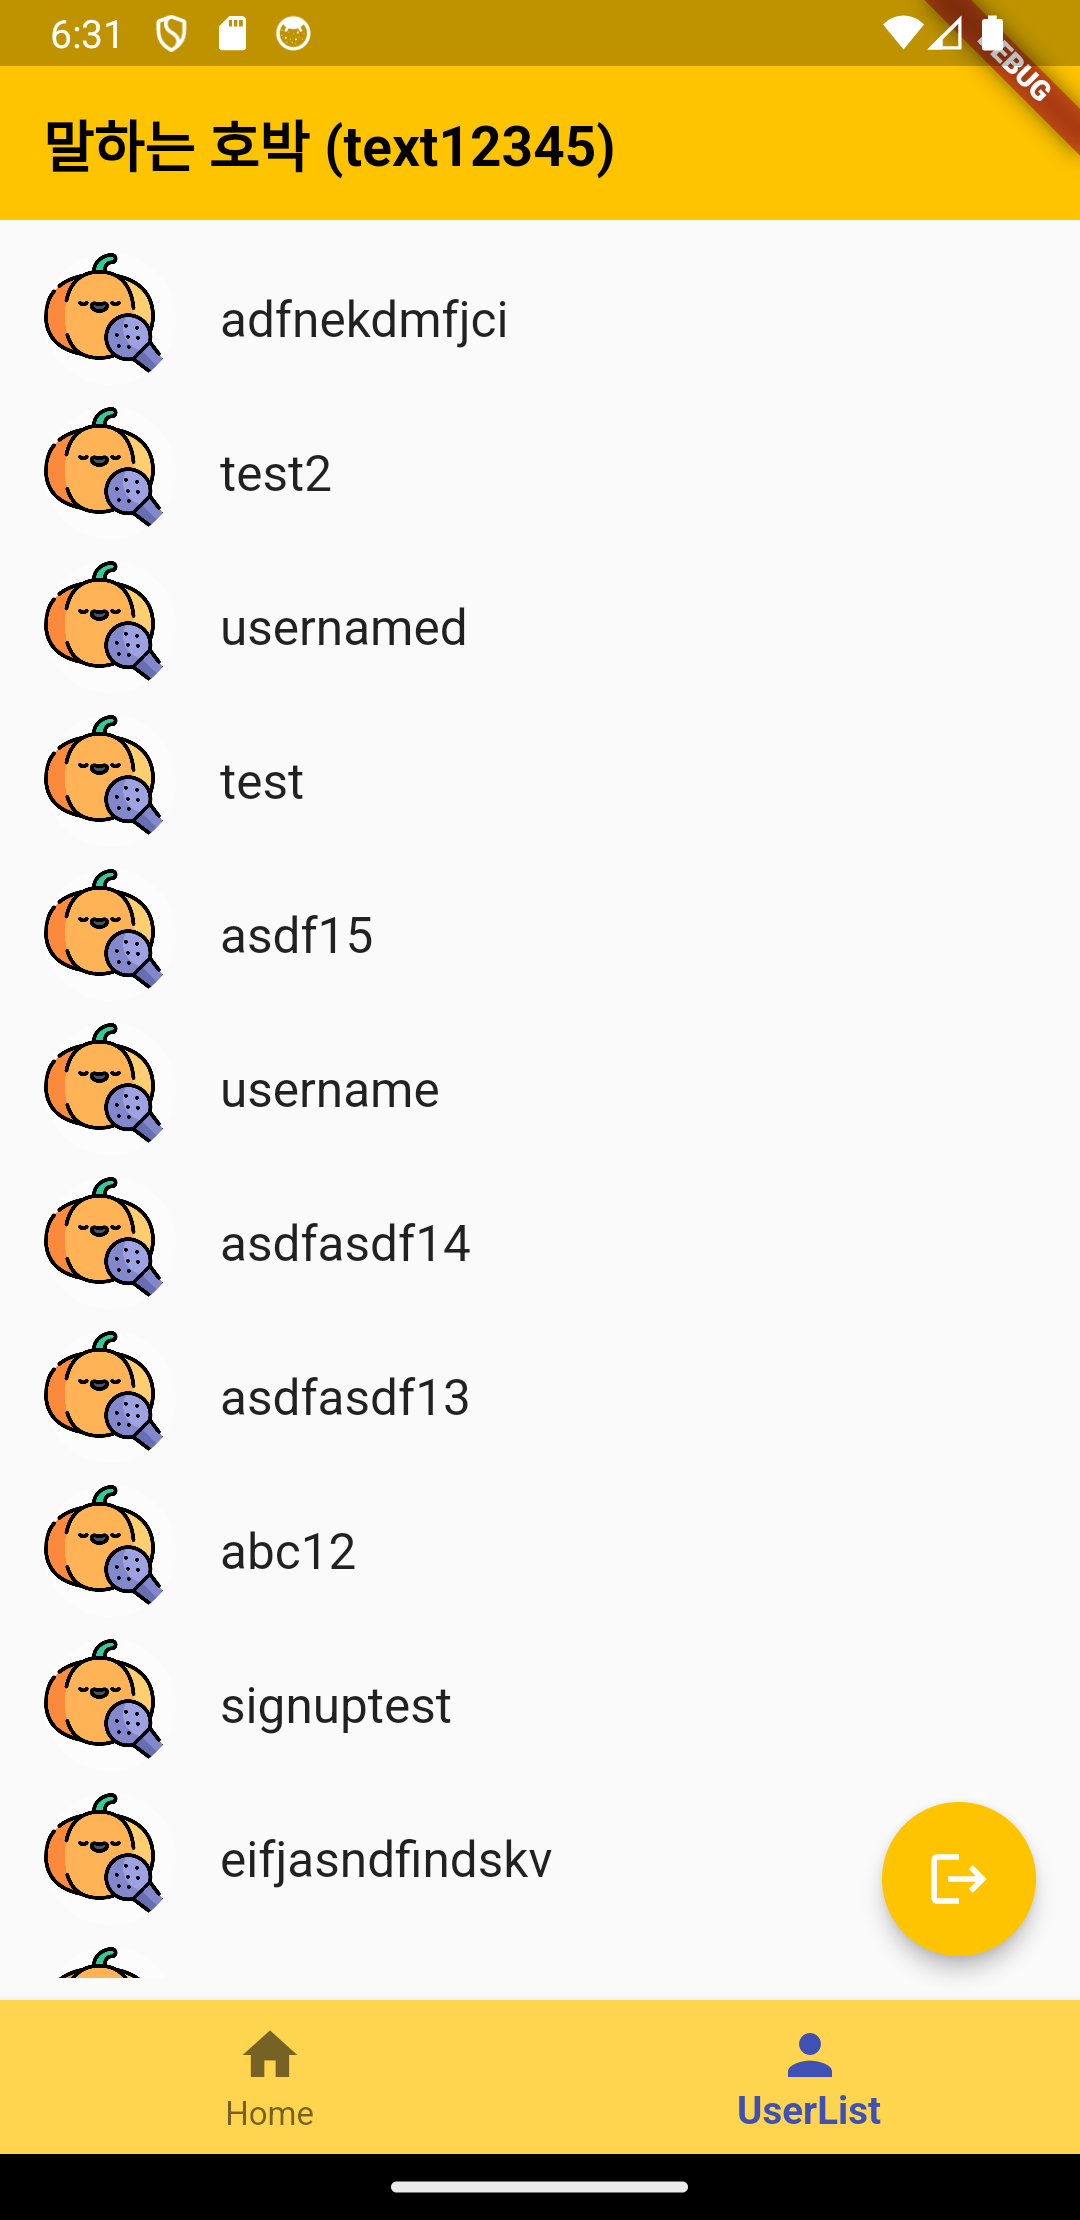 6:31
DEBUG
말하는 호박 (text12345)
adfnekdmfjci
test2
usernamed
test
asdf15
username
asdfasdf14
asdfasdf13
abc12
signuptest
eifjasndfindskv
Home
UserList